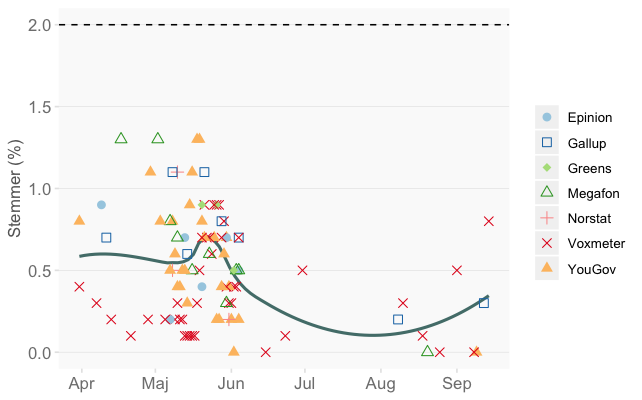 2.0
1.5
1.0
0.5
0.0
Stemmer (%)
Apr Maj Jun Jul Aug Sep
Epinion
Gallup
Greens
Megafon
Norstat
Voxmeter
YouGov